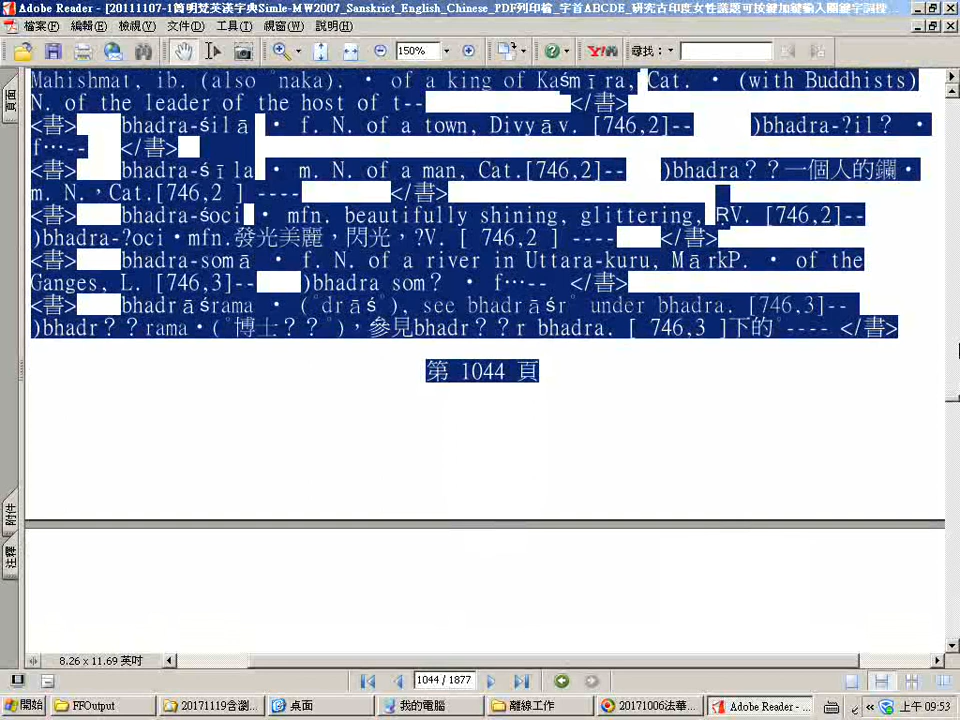 Adobe Reader - [20111107-1簡明梵英漢字典Simle-MW2007_Sanskrict_English_Chinese_PDF列印檔_字首ABCDE_研究古印度女性議題可按鍵加鍵輸入關鍵字詞搜...
檔案(F) 編輯(E) 檢視(V) 文件(D) 工具(T) 視窗(W) 說明(H)
150% Y! 尋找:
頁面
Mahishmat, ib. (also °naka). • of a king of Kaśmīra, Cat. • (with Buddhists)
N. of the leader of the host of t-- </書>
<書> bhadra-śilā • f. N. of a town, Divyāv. [746,2]-- )bhadra-?il? •
f…-- </書>
<書> bhadra-śīla • m. N. of a man, Cat.[746,2]-- )bhadra??一個人的鑭•
m. N.，Cat.[746,2 ---- </書>
<書> bhadra-śoci • mfn. beautifully shining, glittering, ṚV. [746,2]--
)bhadra-?oci•mfn.發光美麗，閃光，?V. [ 746,2 ] ---- </書>
<書> bhadra-somā • f. N. of a river in Uttara-kuru, MārkP. • of the
Ganges, L. [746,3]-- )bhadra som? • f…-- </書>
<書> bhadrāśrama • (°drāś°), see bhadrāśr° under bhadra. [746,3]--
)bhadr??rama•(°博士??°)，參見bhadr??r bhadra. [ 746,3 ]下的°---- </書>
第 1044 頁
附件
注釋
8.26 x 11.69 英吋
1044 / 1877
開始 FFOutput 20171119含瀏... 桌面 我的電腦 離線工作 20171006法華... Adobe Reader - [... 上午 09:53